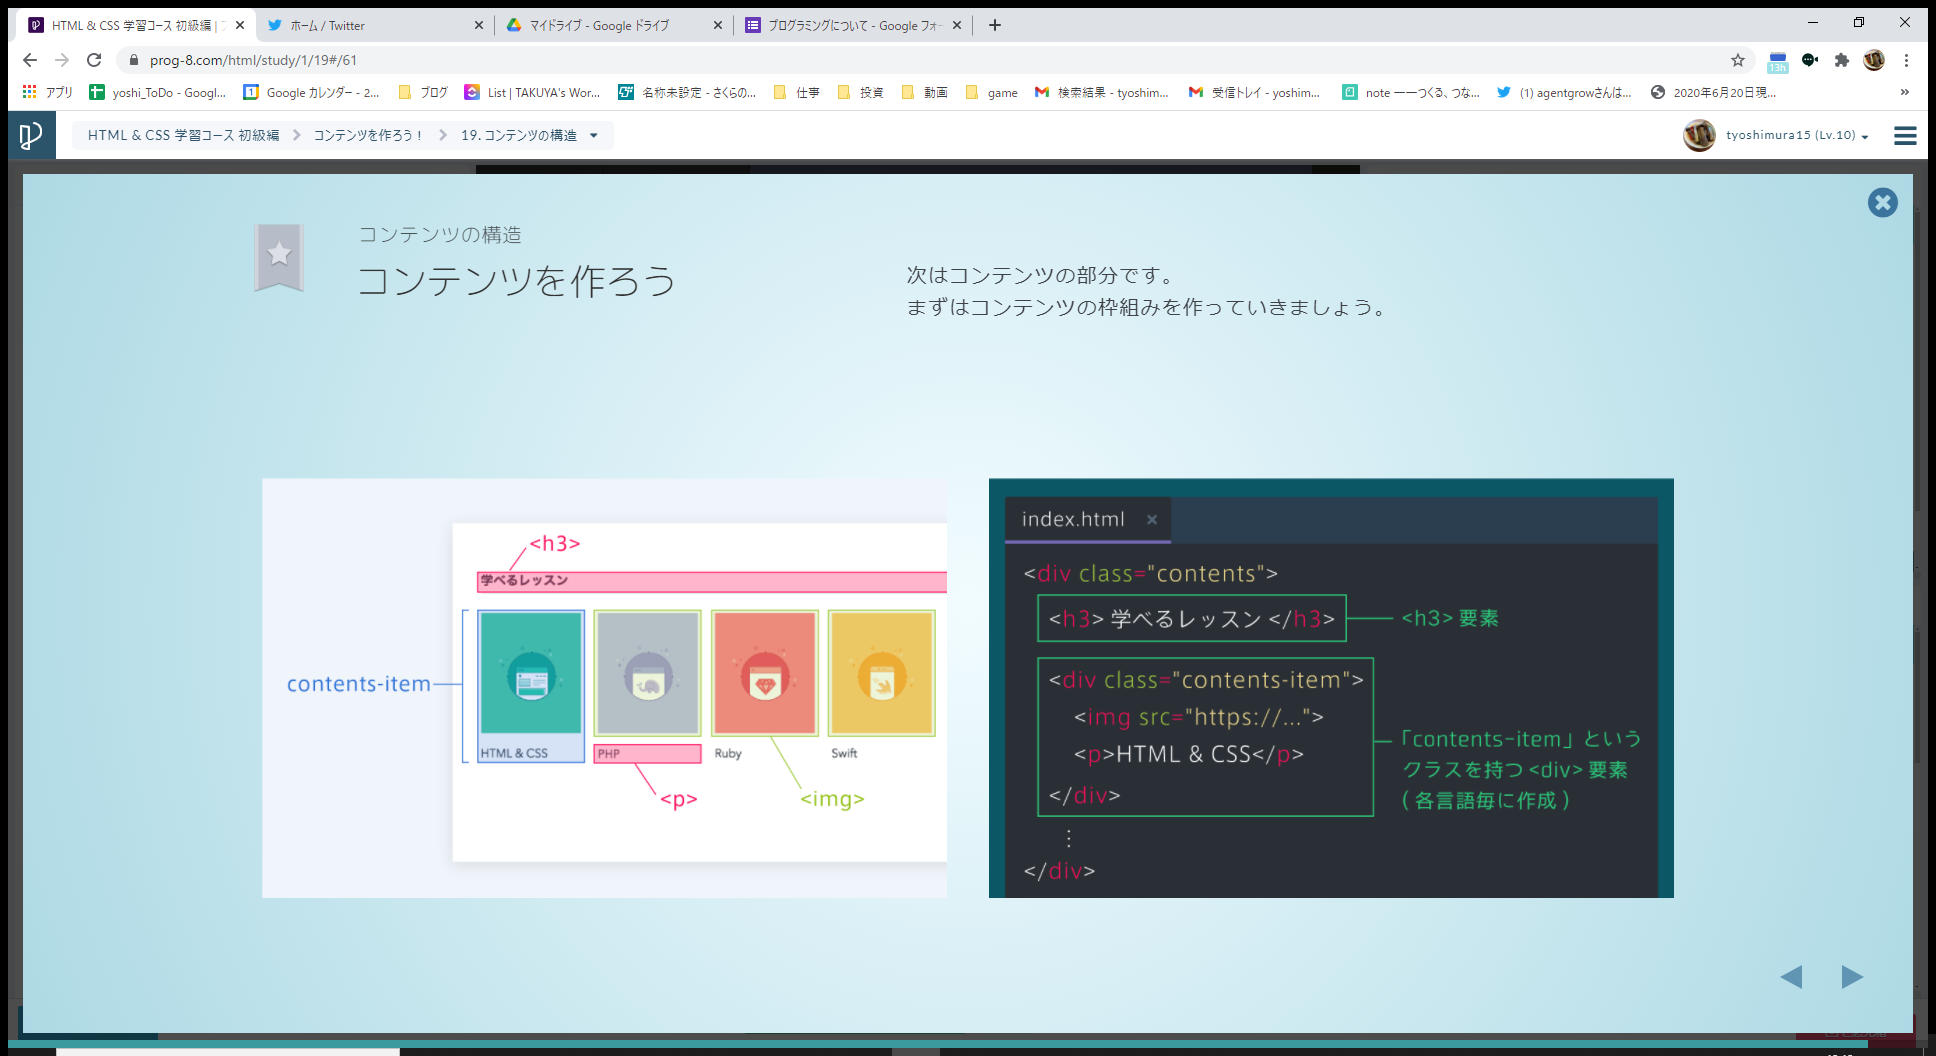 HTML & CSS 学習コース 初級編 |
ホーム / Twitter
マイドライブ - Google ドライブ
プログラミングについて - Google フォー
prog-8.com/html/study/1/19#/61
13h
アプリ
yoshi_ToDo - Googl...
Google カレンダー - 2...
ブログ
List | TAKUYA's Wor...
名称未設定 - さくらの...
仕事
投資
動画
game
検索結果 - tyoshim...
受信トレイ - yoshim...
note ーーつくる、つな...
(1) agentgrowさんは...
2020年6月20日現...
»
HTML & CSS 学習コース 初級編
コンテンツを作ろう！
19. コンテンツの構造
tyoshimura15 (Lv.10)
コンテンツの構造
コンテンツを作ろう
次はコンテンツの部分です。
まずはコンテンツの枠組みを作っていきましょう。
<h3>
学べるレッスン
contents-item
HTML & CSS
PHP
Ruby
Swift
<p>
<img>
index.html ×
<div class="contents">
<h3> 学べるレッスン </h3>
<h3> 要素
<div class="contents-item">
<img src="https://...">
<p>HTML & CSS</p>
</div>
「contents-item」という
クラスを持つ <div> 要素
( 各言語毎に作成 )
⋮
</div>